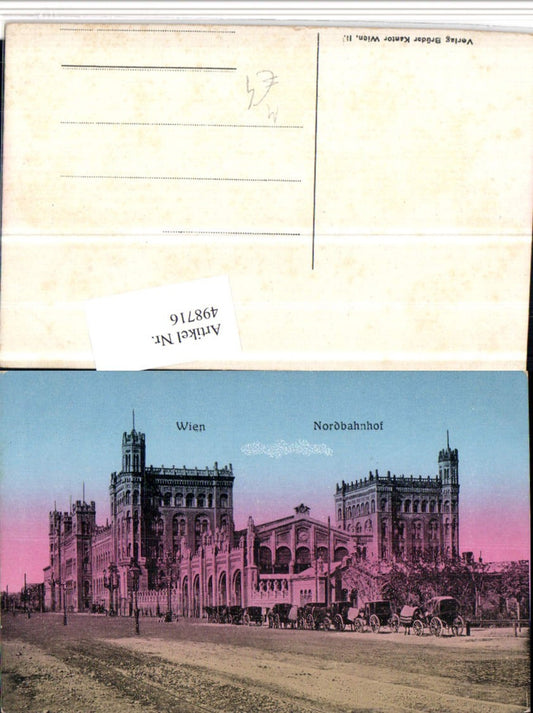 Verlag Brüder Kantor Wien, II
Artikel Nr.
498716
Wien Nordbahnhof